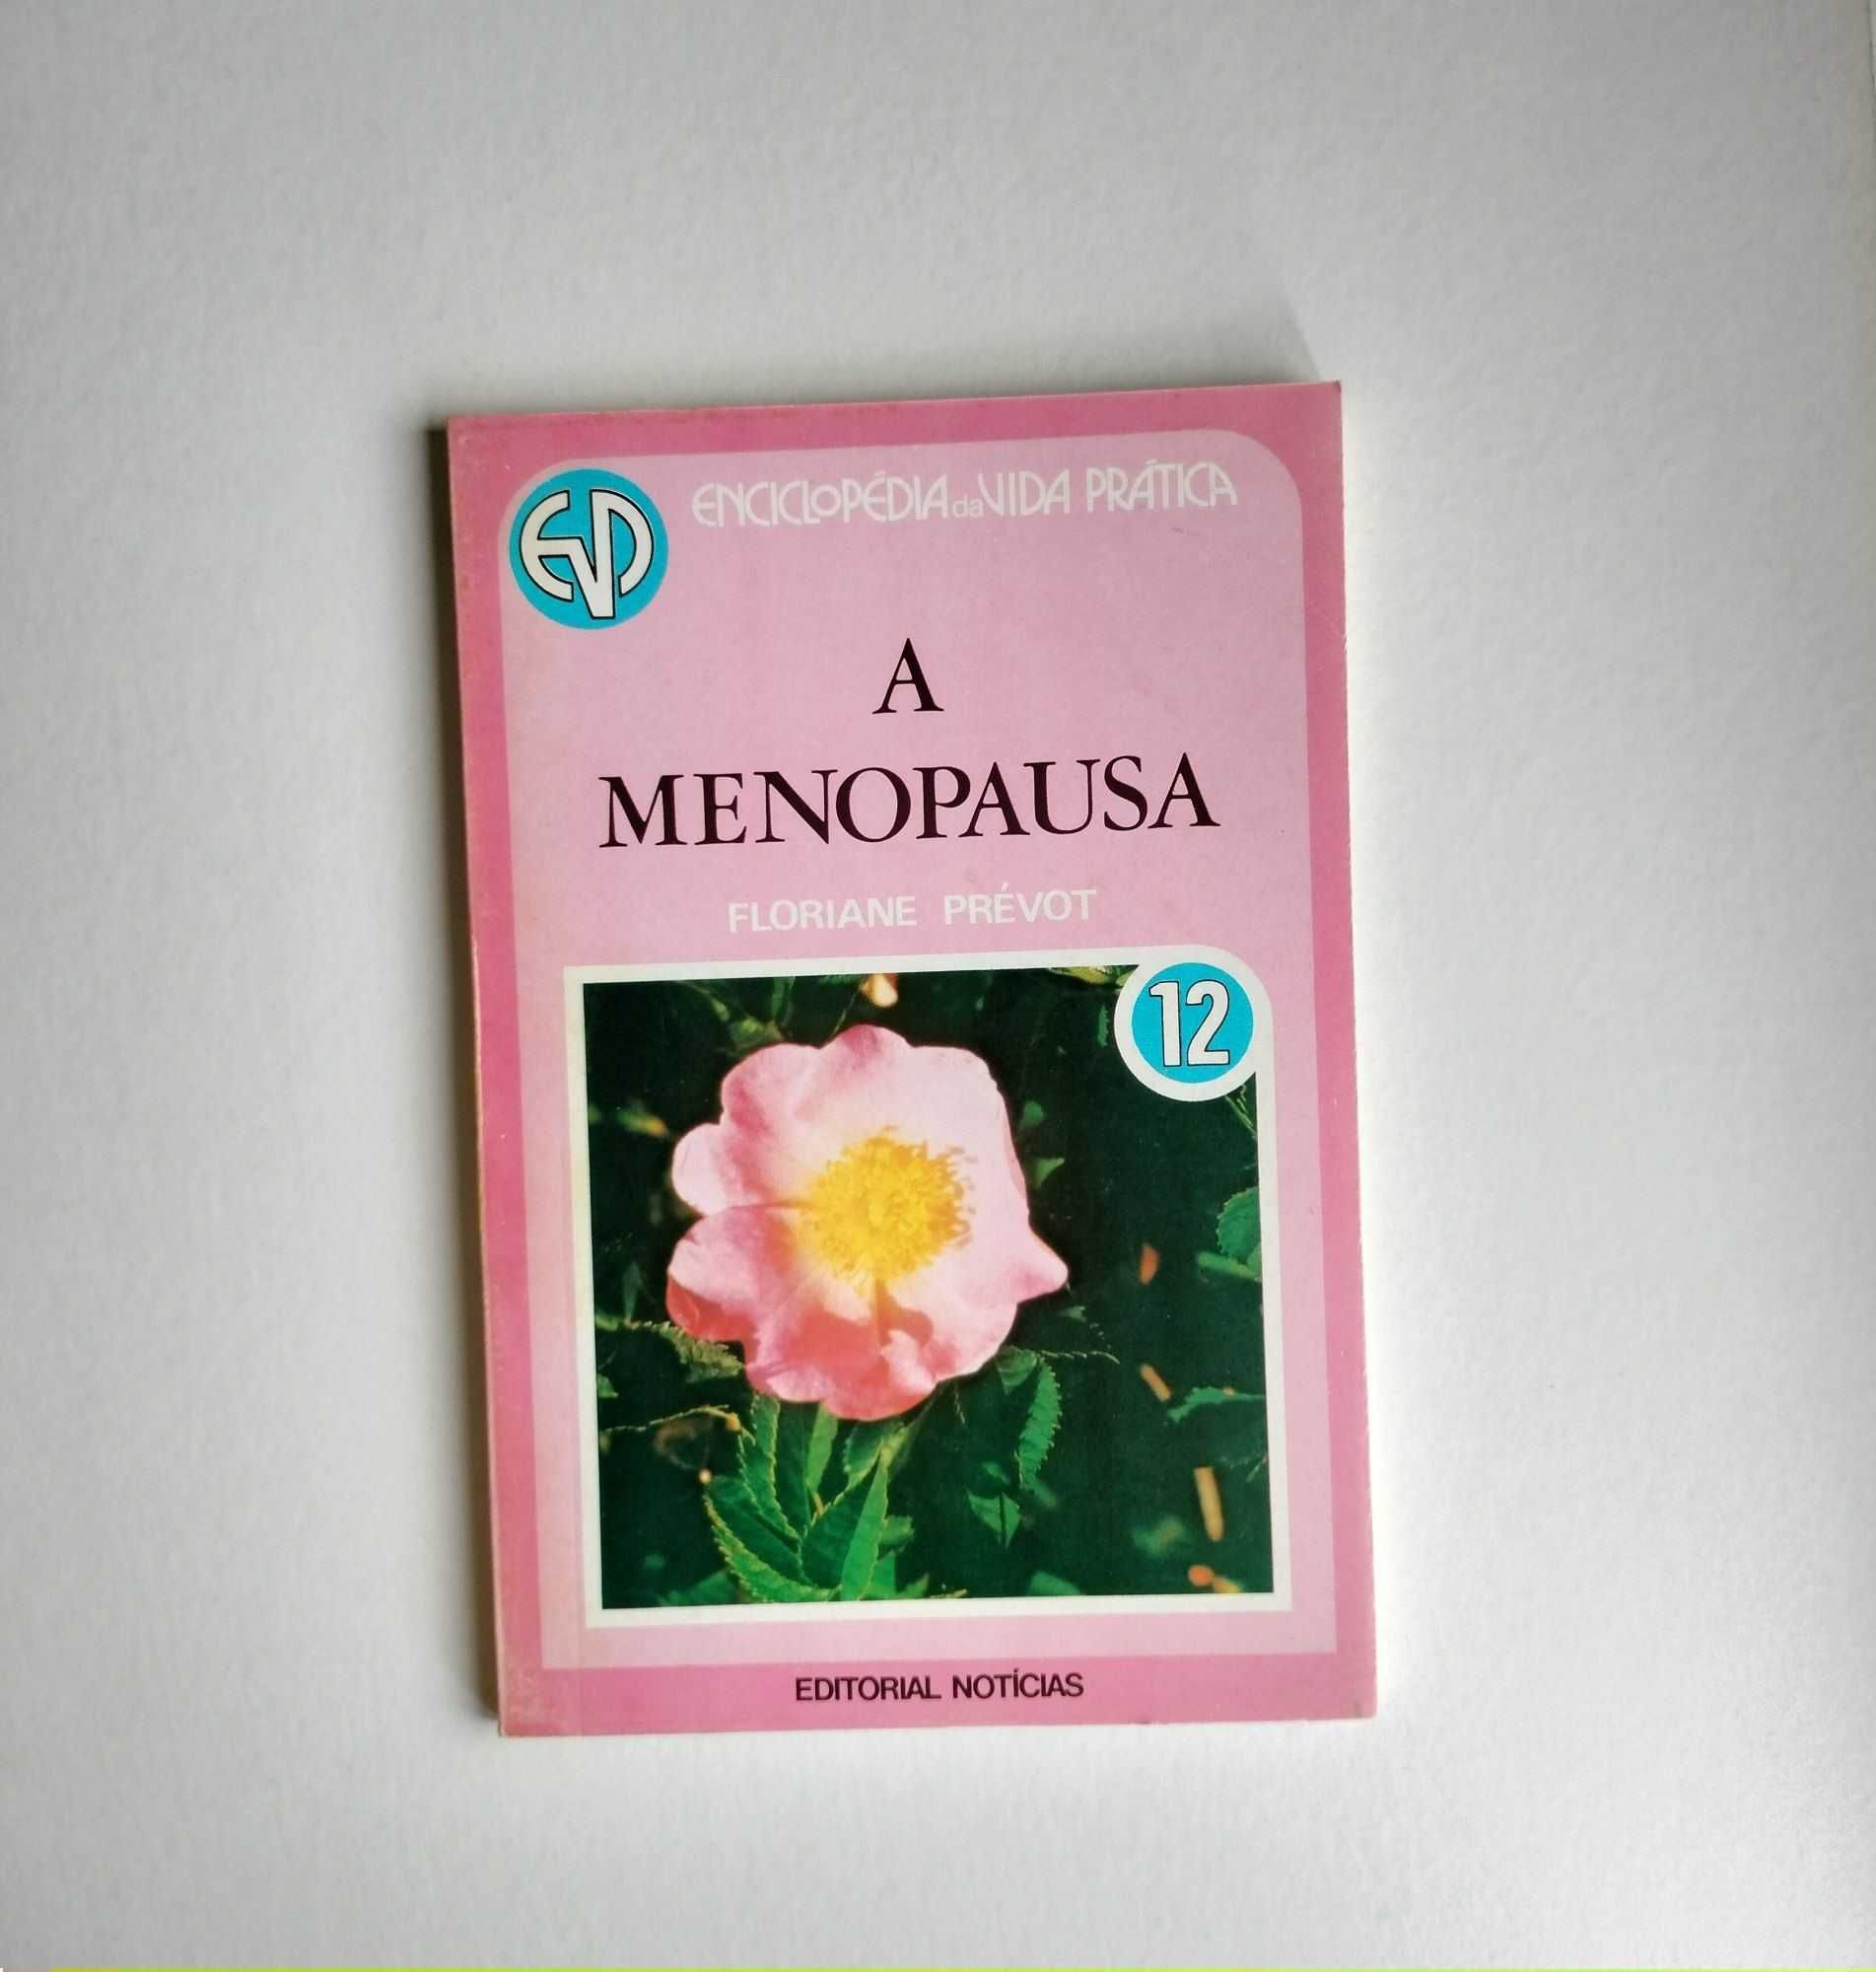 EVP
ENCICLOPÉDIA da VIDA PRÁTICA
A
MENOPAUSA
FLORIANE PRÉVOT
12
EDITORIAL NOTÍCIAS